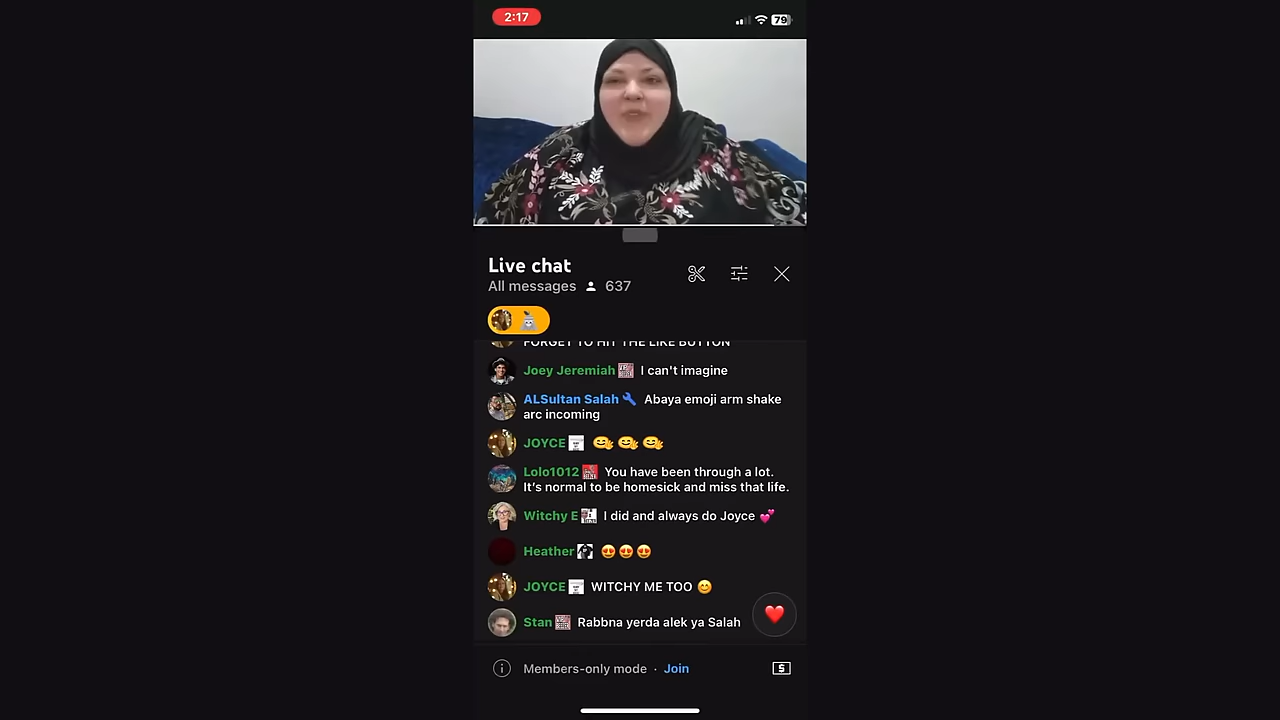 2:17
79
Live chat
All messages 637
FORGET TO HIT THE LIKE BUTTON
Joey Jeremiah I can't imagine
ALSultan Salah Abaya emoji arm shake
arc incoming
JOYCE 
Lolo1012 You have been through a lot.
It's normal to be homesick and miss that life.
Witchy E I did and always do Joyce 💕
Heather 😍 😍 😍
JOYCE WITCHY ME TOO 😊
Stan Rabbna yerda alek ya Salah
Members-only mode · Join